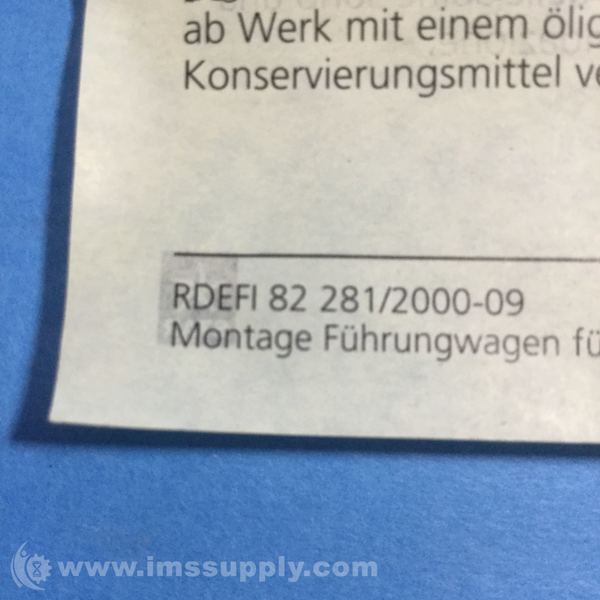 ab Werk mit einem ölig
Konservierungsmittel ve
RDEFI 82 281/2000-09
Montage Führungwagen fü
www.imssupply.com